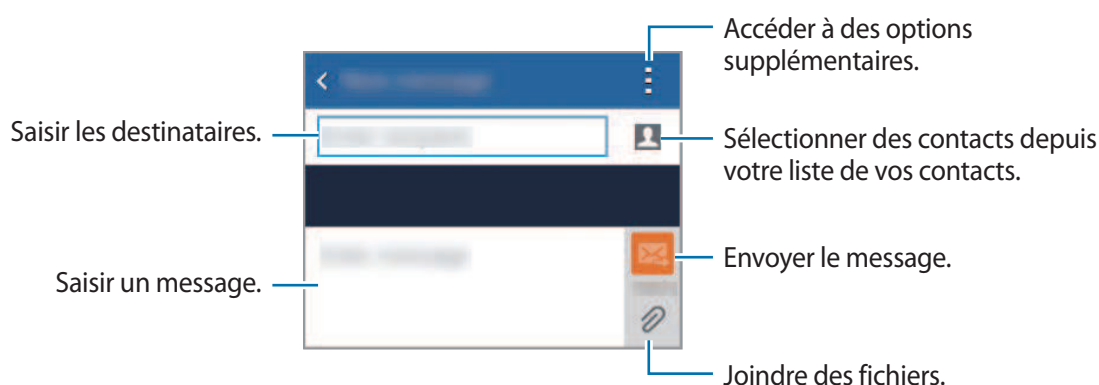 Accéder à des options
supplémentaires.
Saisir les destinataires.
Sélectionner des contacts depuis
votre liste de vos contacts.
Saisir un message.
Envoyer le message.
Joindre des fichiers.